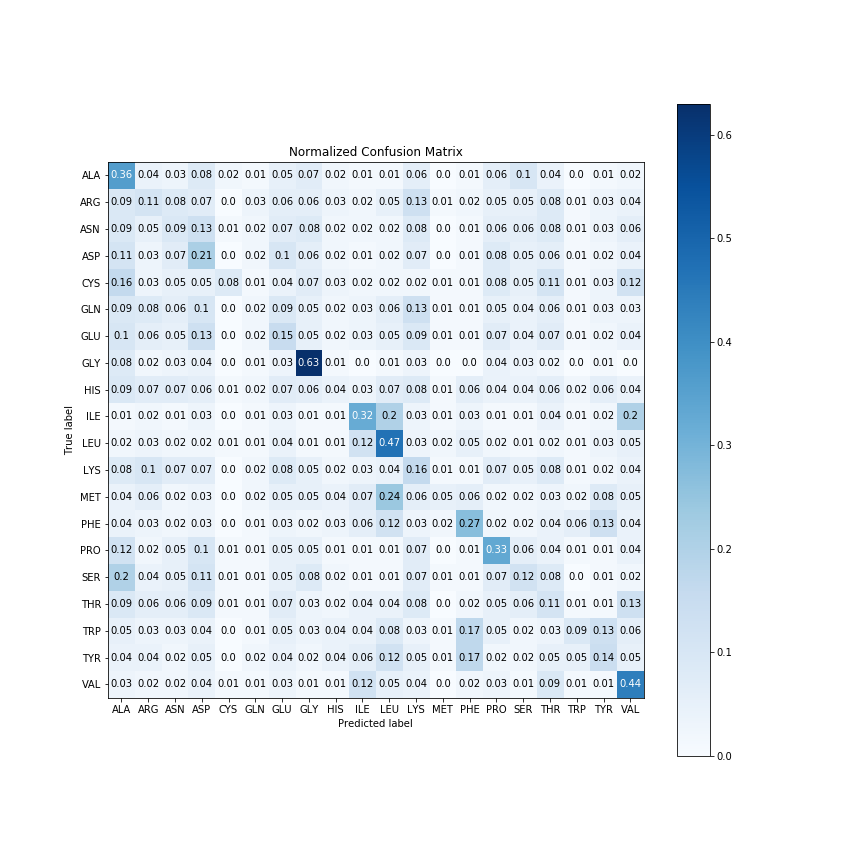 Normalized Confusion Matrix
ALA 0.36 0.04 0.03 0.08 0.02 0.01 0.05 0.07 0.02 0.01 0.01 0.06 0.0 0.01 0.06 0.1 0.04 0.0 0.01 0.02
ARG 0.09 0.11 0.08 0.07 0.0 0.03 0.06 0.06 0.03 0.02 0.05 0.13 0.01 0.02 0.05 0.05 0.08 0.01 0.03 0.04
ASN 0.09 0.05 0.09 0.13 0.01 0.02 0.07 0.08 0.02 0.02 0.02 0.08 0.0 0.01 0.06 0.06 0.08 0.01 0.03 0.06
ASP 0.11 0.03 0.07 0.21 0.0 0.02 0.1 0.06 0.02 0.01 0.02 0.07 0.0 0.01 0.08 0.05 0.06 0.01 0.02 0.04
CYS 0.16 0.03 0.05 0.05 0.08 0.01 0.04 0.07 0.03 0.02 0.02 0.02 0.01 0.01 0.08 0.05 0.11 0.01 0.03 0.12
GLN 0.09 0.08 0.06 0.1 0.0 0.02 0.09 0.05 0.02 0.03 0.06 0.13 0.01 0.01 0.05 0.04 0.06 0.01 0.03 0.03
GLU 0.1 0.06 0.05 0.13 0.0 0.02 0.15 0.05 0.02 0.03 0.05 0.09 0.01 0.01 0.07 0.04 0.07 0.01 0.02 0.04
GLY 0.08 0.02 0.03 0.04 0.0 0.01 0.03 0.63 0.01 0.0 0.01 0.03 0.0 0.0 0.04 0.03 0.02 0.0 0.01 0.0
HIS 0.09 0.07 0.07 0.06 0.01 0.02 0.07 0.06 0.04 0.03 0.07 0.08 0.01 0.06 0.04 0.04 0.06 0.02 0.06 0.04
ILE 0.01 0.02 0.01 0.03 0.0 0.01 0.03 0.01 0.01 0.32 0.2 0.03 0.01 0.03 0.01 0.01 0.04 0.01 0.02 0.2
LEU 0.02 0.03 0.02 0.02 0.01 0.01 0.04 0.01 0.01 0.12 0.47 0.03 0.02 0.05 0.02 0.01 0.02 0.01 0.03 0.05
LYS 0.08 0.1 0.07 0.07 0.0 0.02 0.08 0.05 0.02 0.03 0.04 0.16 0.01 0.01 0.07 0.05 0.08 0.01 0.02 0.04
MET 0.04 0.06 0.02 0.03 0.0 0.01 0.05 0.05 0.04 0.07 0.24 0.06 0.05 0.06 0.02 0.02 0.03 0.02 0.08 0.05
PHE 0.04 0.03 0.02 0.03 0.0 0.01 0.03 0.02 0.03 0.06 0.12 0.03 0.02 0.27 0.02 0.02 0.04 0.06 0.13 0.04
PRO 0.12 0.02 0.05 0.1 0.01 0.01 0.05 0.05 0.01 0.01 0.01 0.07 0.0 0.01 0.33 0.06 0.04 0.01 0.01 0.04
SER 0.2 0.04 0.05 0.11 0.01 0.01 0.05 0.08 0.02 0.01 0.01 0.07 0.01 0.01 0.07 0.12 0.08 0.0 0.01 0.02
THR 0.09 0.06 0.06 0.09 0.01 0.01 0.07 0.03 0.02 0.04 0.04 0.08 0.0 0.02 0.05 0.06 0.11 0.01 0.01 0.13
TRP 0.05 0.03 0.03 0.04 0.0 0.01 0.05 0.03 0.04 0.04 0.08 0.03 0.01 0.17 0.05 0.02 0.03 0.09 0.13 0.06
TYR 0.04 0.04 0.02 0.05 0.0 0.02 0.04 0.02 0.04 0.06 0.12 0.05 0.01 0.17 0.02 0.02 0.05 0.05 0.14 0.05
VAL 0.03 0.02 0.02 0.04 0.01 0.01 0.03 0.01 0.01 0.12 0.05 0.04 0.0 0.02 0.03 0.01 0.09 0.01 0.01 0.44
ALA ARG ASN ASP CYS GLN GLU GLY HIS ILE LEU LYS MET PHE PRO SER THR TRP TYR VAL
Predicted label
True label
0.6
0.5
0.4
0.3
0.2
0.1
0.0